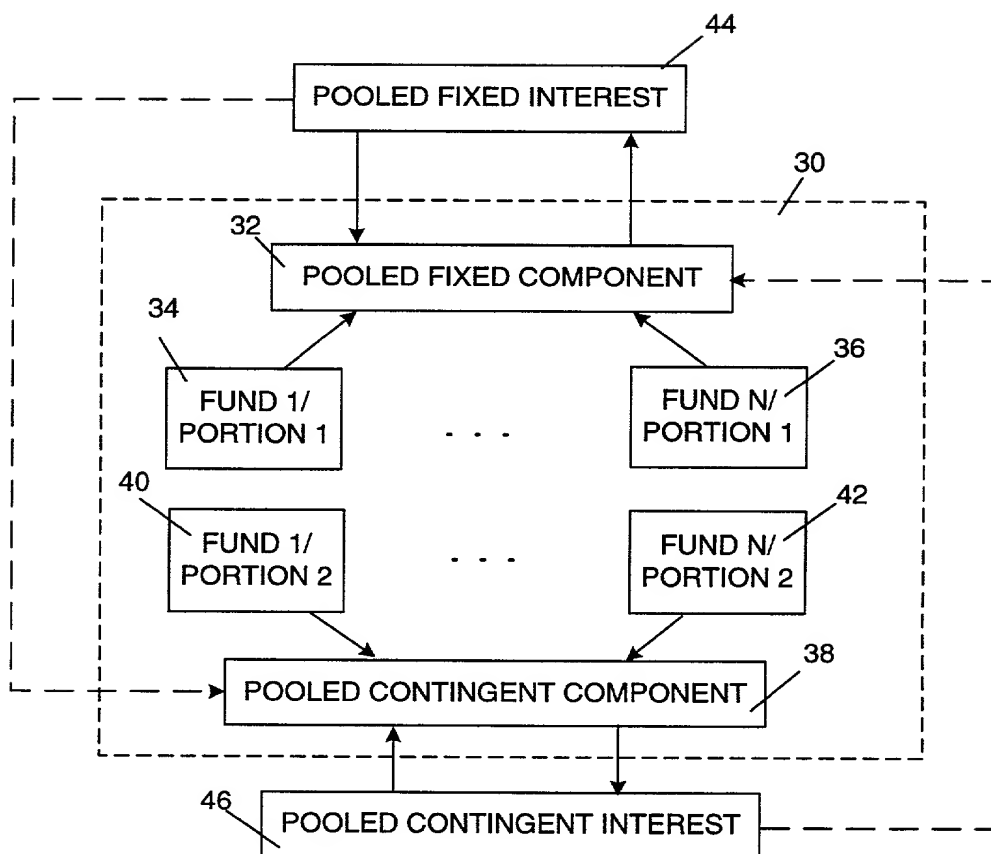 44
POOLED FIXED INTEREST
30
32
POOLED FIXED COMPONENT
34
36
FUND 1/
PORTION 1
. . .
FUND N/
PORTION 1
40
42
FUND 1/
PORTION 2
. . .
FUND N/
PORTION 2
38
POOLED CONTINGENT COMPONENT
46
POOLED CONTINGENT INTEREST